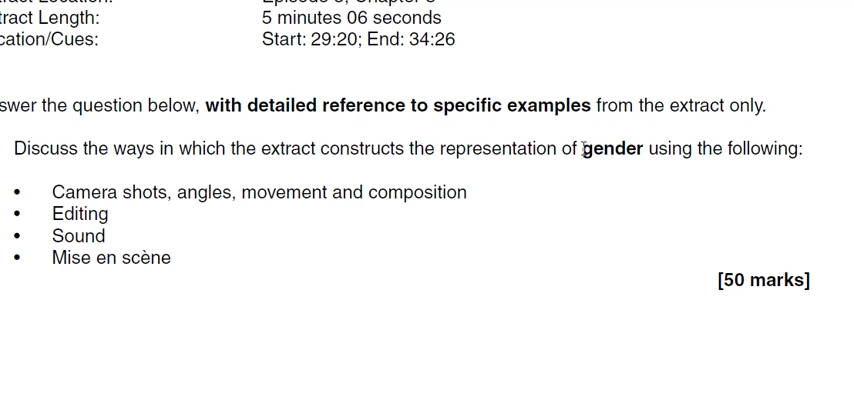 5 minutes 06 seconds
tract Length:
cation/Cues: Start: 29:20; End: 34:26
swer the question below, with detailed reference to specific examples from the extract only.
Discuss the ways in which the extract constructs the representation of gender using the following:
• Camera shots, angles, movement and composition
• Editing
• Sound
• Mise en scène
[50 marks]